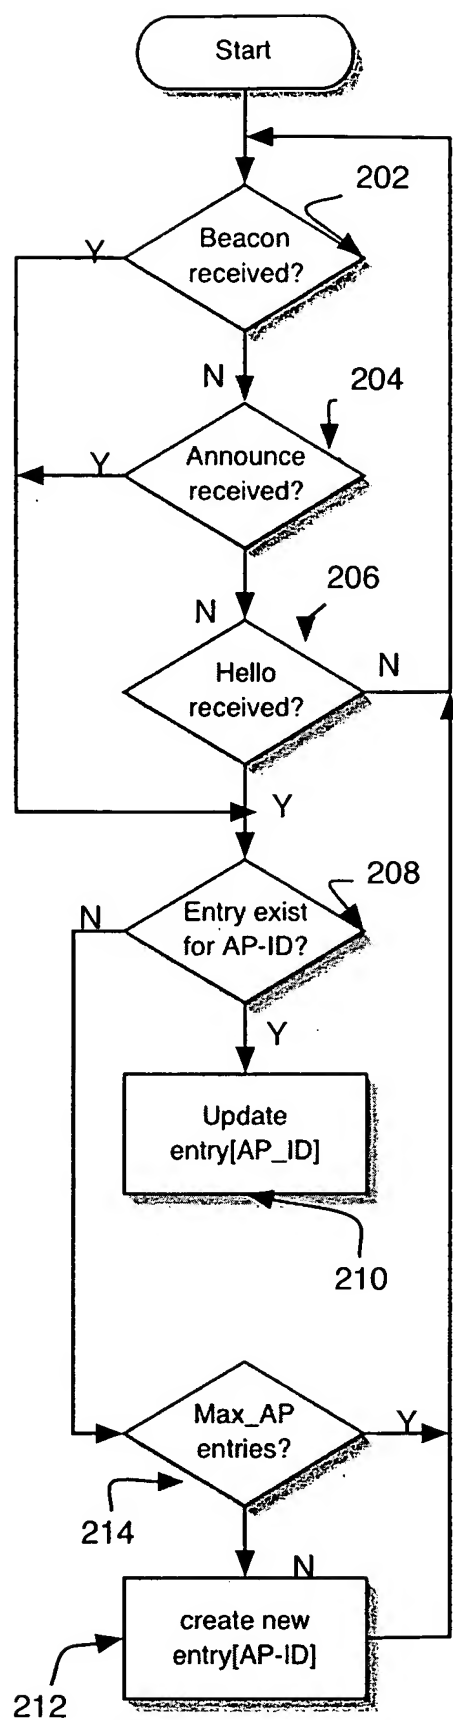 Start
202
Beacon
received?
Y
N
204
Announce
received?
Y
N
206
Hello
received?
N
Y
208
Entry exist
for AP-ID?
N
Y
Update
entry[AP_ID]
210
Max_AP
entries?
Y
214
N
create new
entry[AP-ID]
212